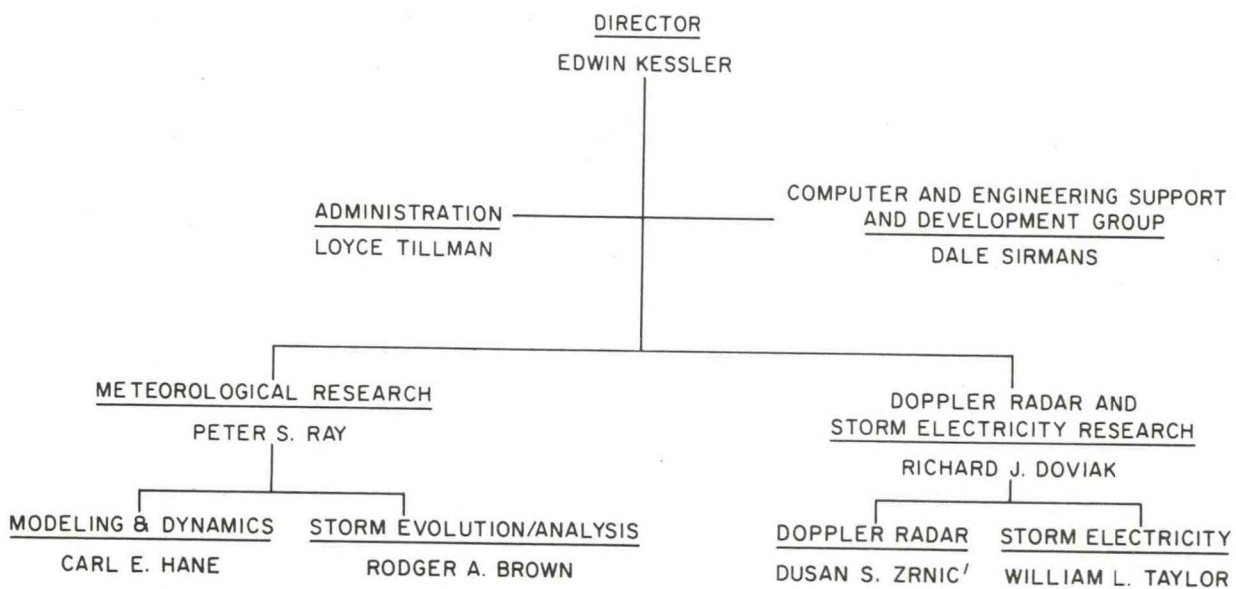 DIRECTOR
EDWIN KESSLER
ADMINISTRATION
LOYCE TILLMAN
COMPUTER AND ENGINEERING SUPPORT
AND DEVELOPMENT GROUP
DALE SIRMANS
METEOROLOGICAL RESEARCH
PETER S. RAY
DOPPLER RADAR AND
STORM ELECTRICITY RESEARCH
RICHARD J. DOVIAK
MODELING & DYNAMICS
CARL E. HANE
STORM EVOLUTION/ANALYSIS
RODGER A. BROWN
DOPPLER RADAR
DUSAN S. ZRNIC'
STORM ELECTRICITY
WILLIAM L. TAYLOR